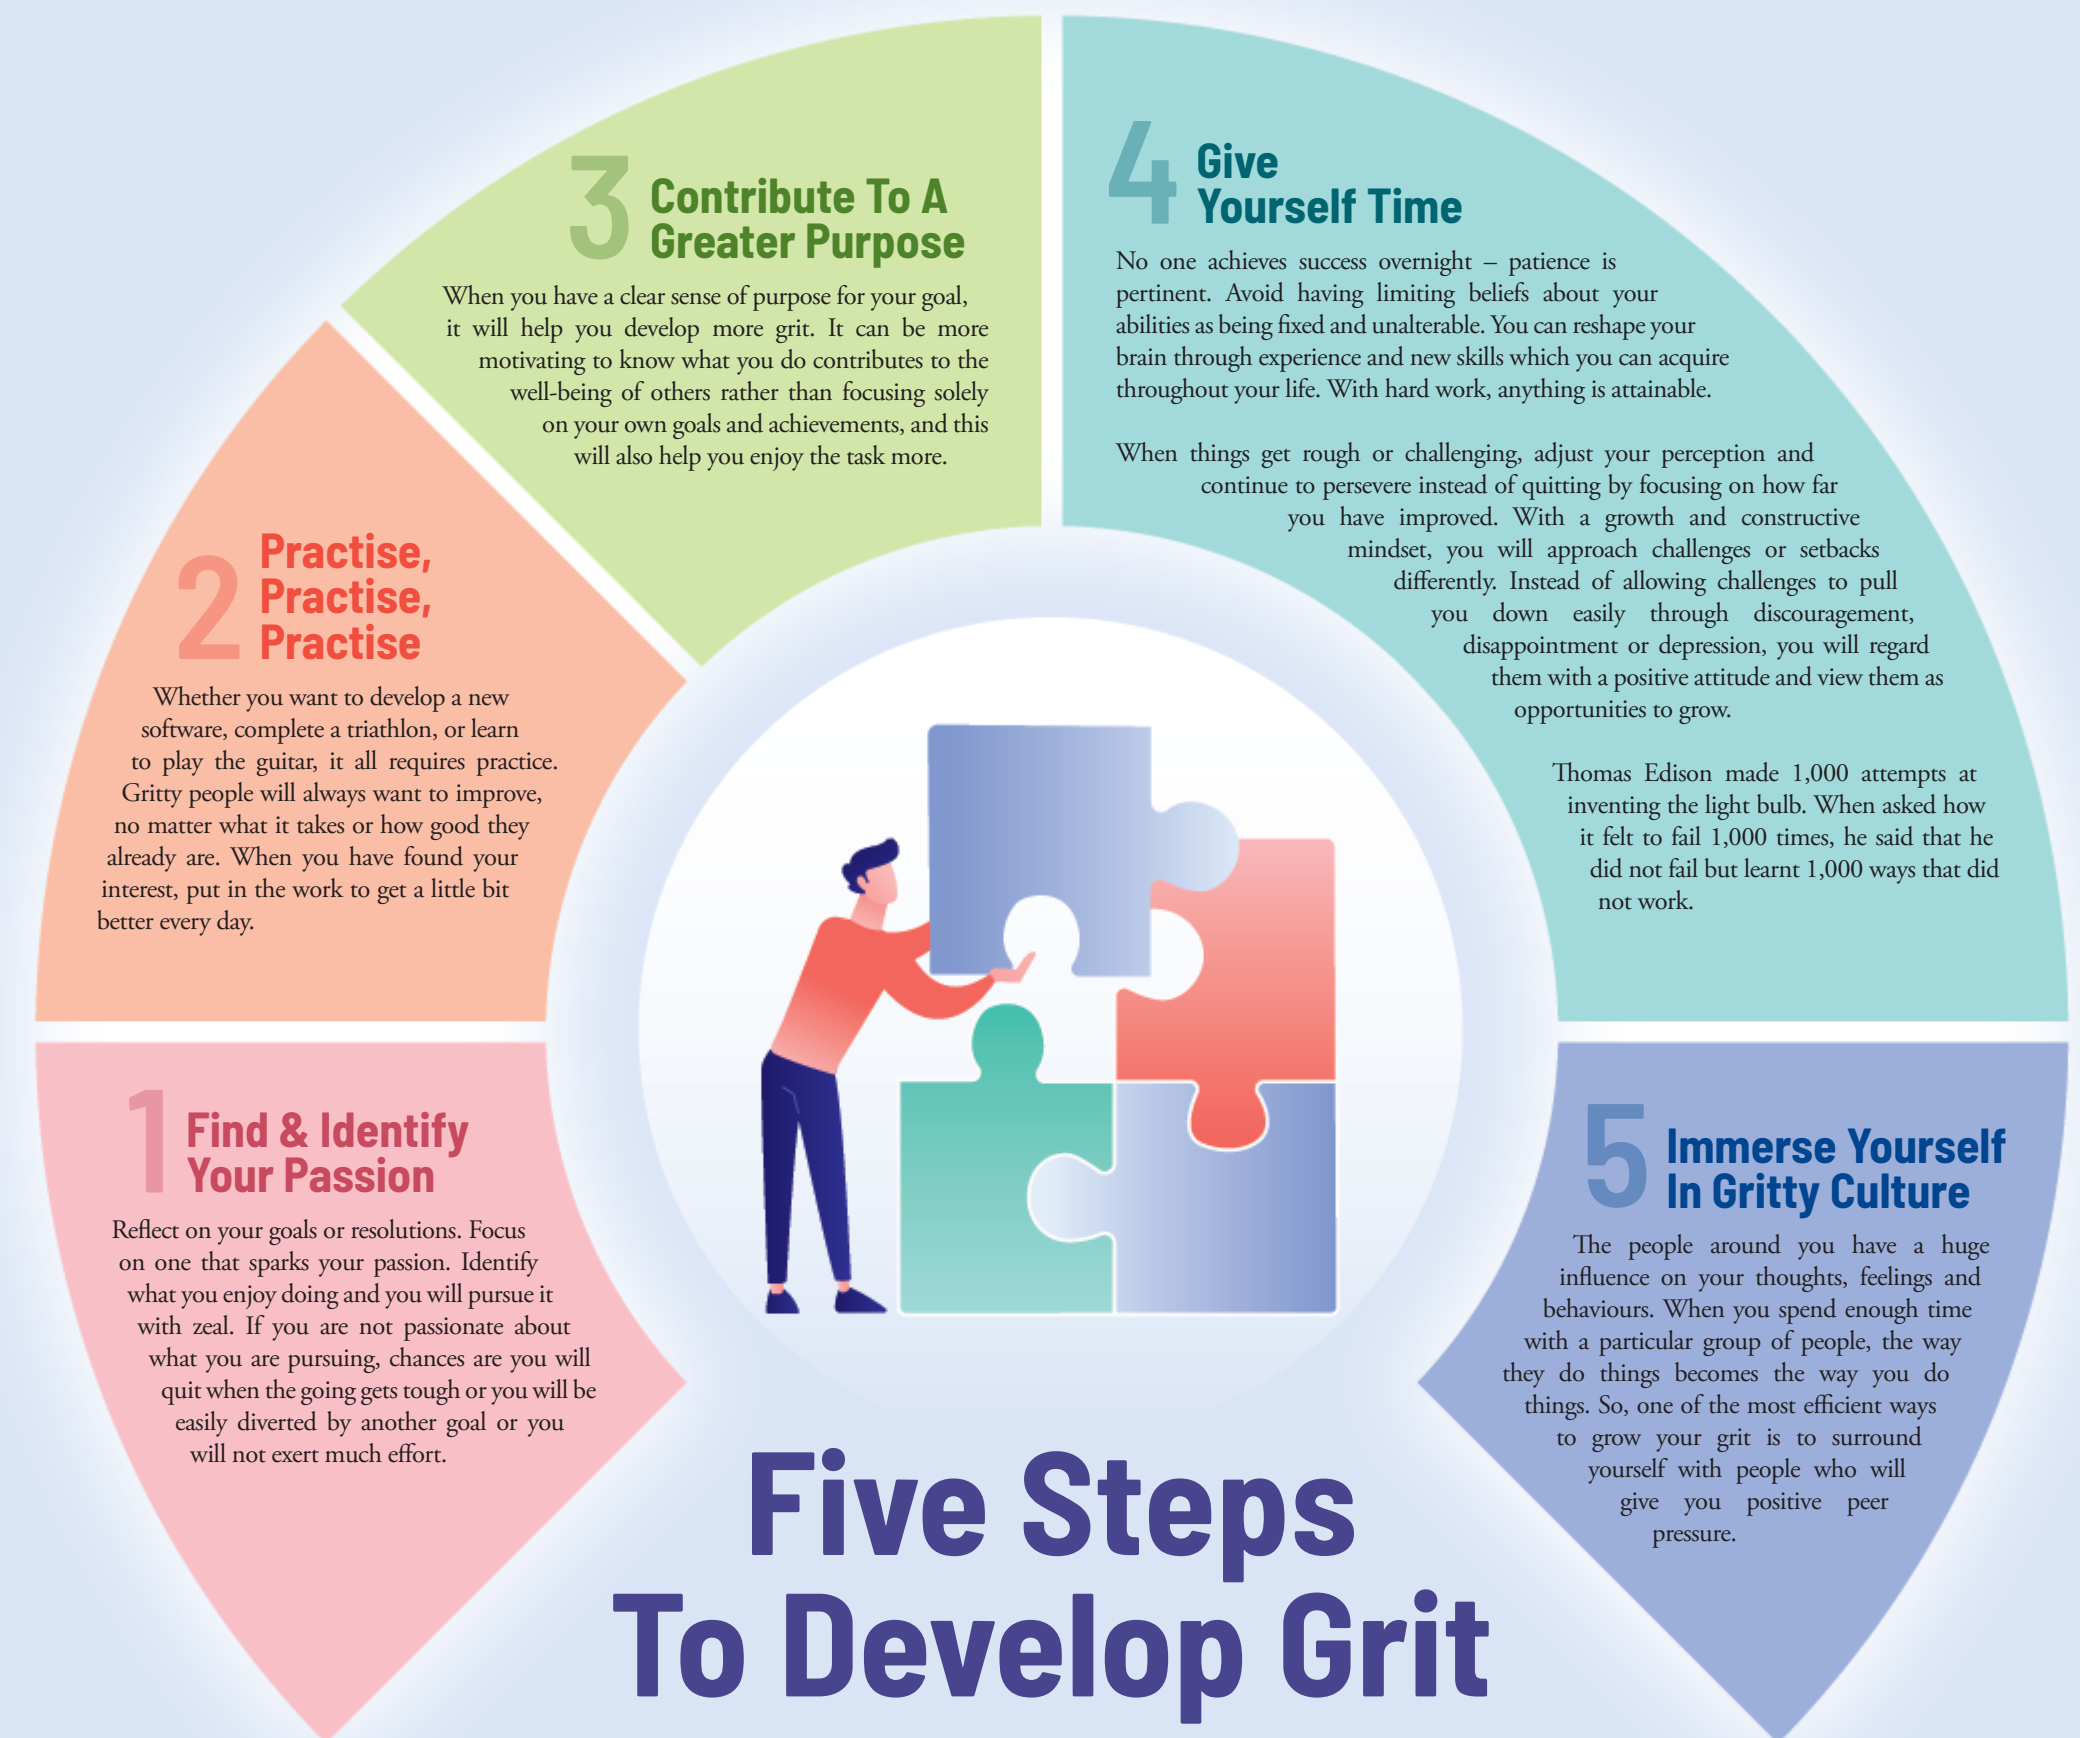 3
Contribute To A
Greater Purpose
When you have a clear sense of purpose for your goal,
it will help you develop more grit. It can be more
motivating to know what you do contributes to the
well-being of others rather than focusing solely
on your own goals and achievements, and this
will also help you enjoy the task more.
4
Give
Yourself Time
No one achieves success overnight – patience is
pertinent. Avoid having limiting beliefs about your
abilities as being fixed and unalterable. You can reshape your
brain through experience and new skills which you can acquire
throughout your life. With hard work, anything is attainable.
When things get rough or challenging, adjust your perception and
continue to persevere instead of quitting by focusing on how far
you have improved. With a growth and constructive
mindset, you will approach challenges or setbacks
differently. Instead of allowing challenges to pull
you down easily through discouragement,
disappointment or depression, you will regard
them with a positive attitude and view them as
opportunities to grow.
Thomas Edison made 1,000 attempts at
inventing the light bulb. When asked how
it felt to fail 1,000 times, he said that he
did not fail but learnt 1,000 ways that did
not work.
2
Practise,
Practise,
Practise
Whether you want to develop a new
software, complete a triathlon, or learn
to play the guitar, it all requires practice.
Gritty people will always want to improve,
no matter what it takes or how good they
already are. When you have found your
interest, put in the work to get a little bit
better every day.
1
Find & Identify
Your Passion
Reflect on your goals or resolutions. Focus
on one that sparks your passion. Identify
what you enjoy doing and you will pursue it
with zeal. If you are not passionate about
what you are pursuing, chances are you will
quit when the going gets tough or you will be
easily diverted by another goal or you
will not exert much effort.
5
Immerse Yourself
In Gritty Culture
The people around you have a huge
influence on your thoughts, feelings and
behaviours. When you spend enough time
with a particular group of people, the way
they do things becomes the way you do
things. So, one of the most efficient ways
to grow your grit is to surround
yourself with people who will
give you positive peer
pressure.
Five Steps
To Develop Grit